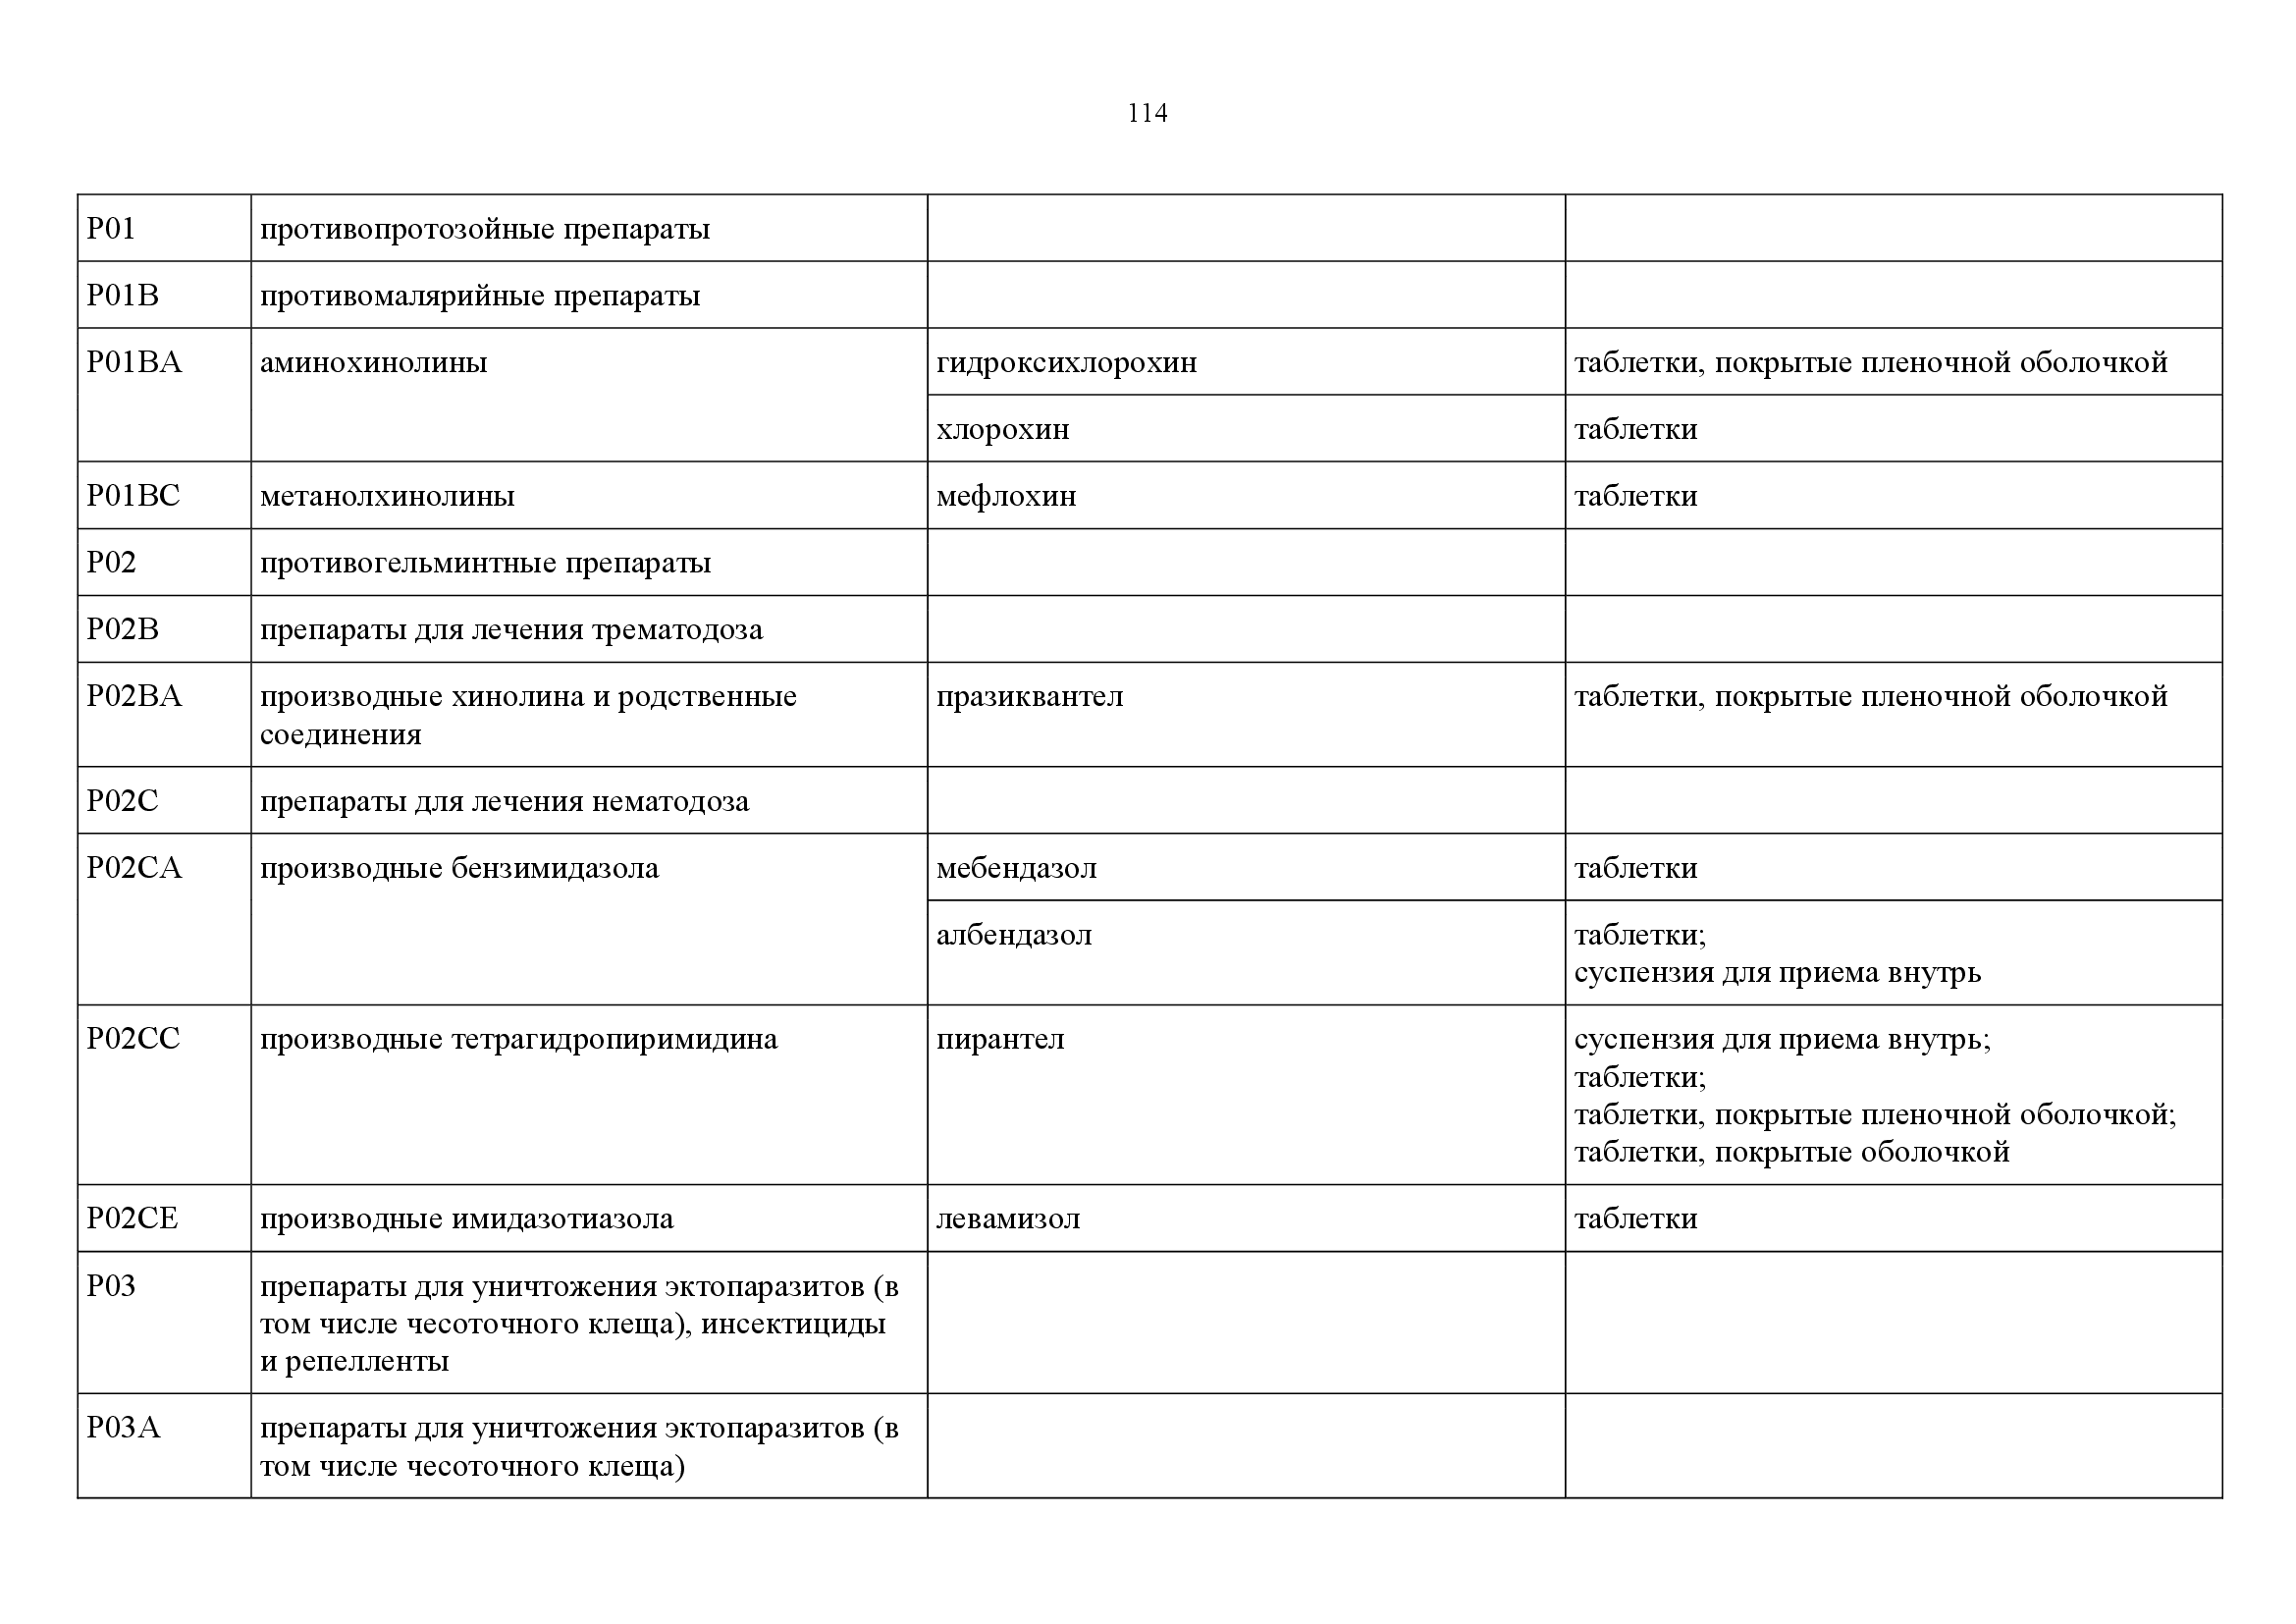 114
P01 противопротозойные препараты
P01B противомалярийные препараты
P01BA аминохинолины гидроксихлорохин таблетки, покрытые пленочной оболочкой
хлорохин таблетки
P01BC метанолхинолины мефлохин таблетки
P02 противогельминтные препараты
P02B препараты для лечения трематодоза
P02BA производные хинолина и родственные празиквантел таблетки, покрытые пленочной оболочкой
соединения
P02C препараты для лечения нематодоза
P02CA производные бензимидазола мебендазол таблетки
албендазол таблетки;
суспензия для приема внутрь
P02CC производные тетрагидропиримидина пирантел суспензия для приема внутрь;
таблетки;
таблетки, покрытые пленочной оболочкой;
таблетки, покрытые оболочкой
P02CE производные имидазотиазола левамизол таблетки
P03 препараты для уничтожения эктопаразитов (в
том числе чесоточного клеща), инсектициды
и репелленты
P03A препараты для уничтожения эктопаразитов (в
том числе чесоточного клеща)